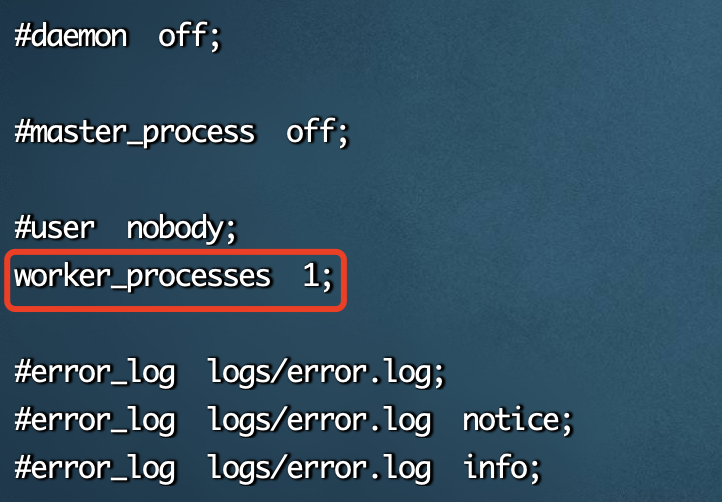 #daemon  off;
#master_process  off;
#user  nobody;
worker_processes  1;
#error_log  logs/error.log;
#error_log  logs/error.log  notice;
#error_log  logs/error.log  info;